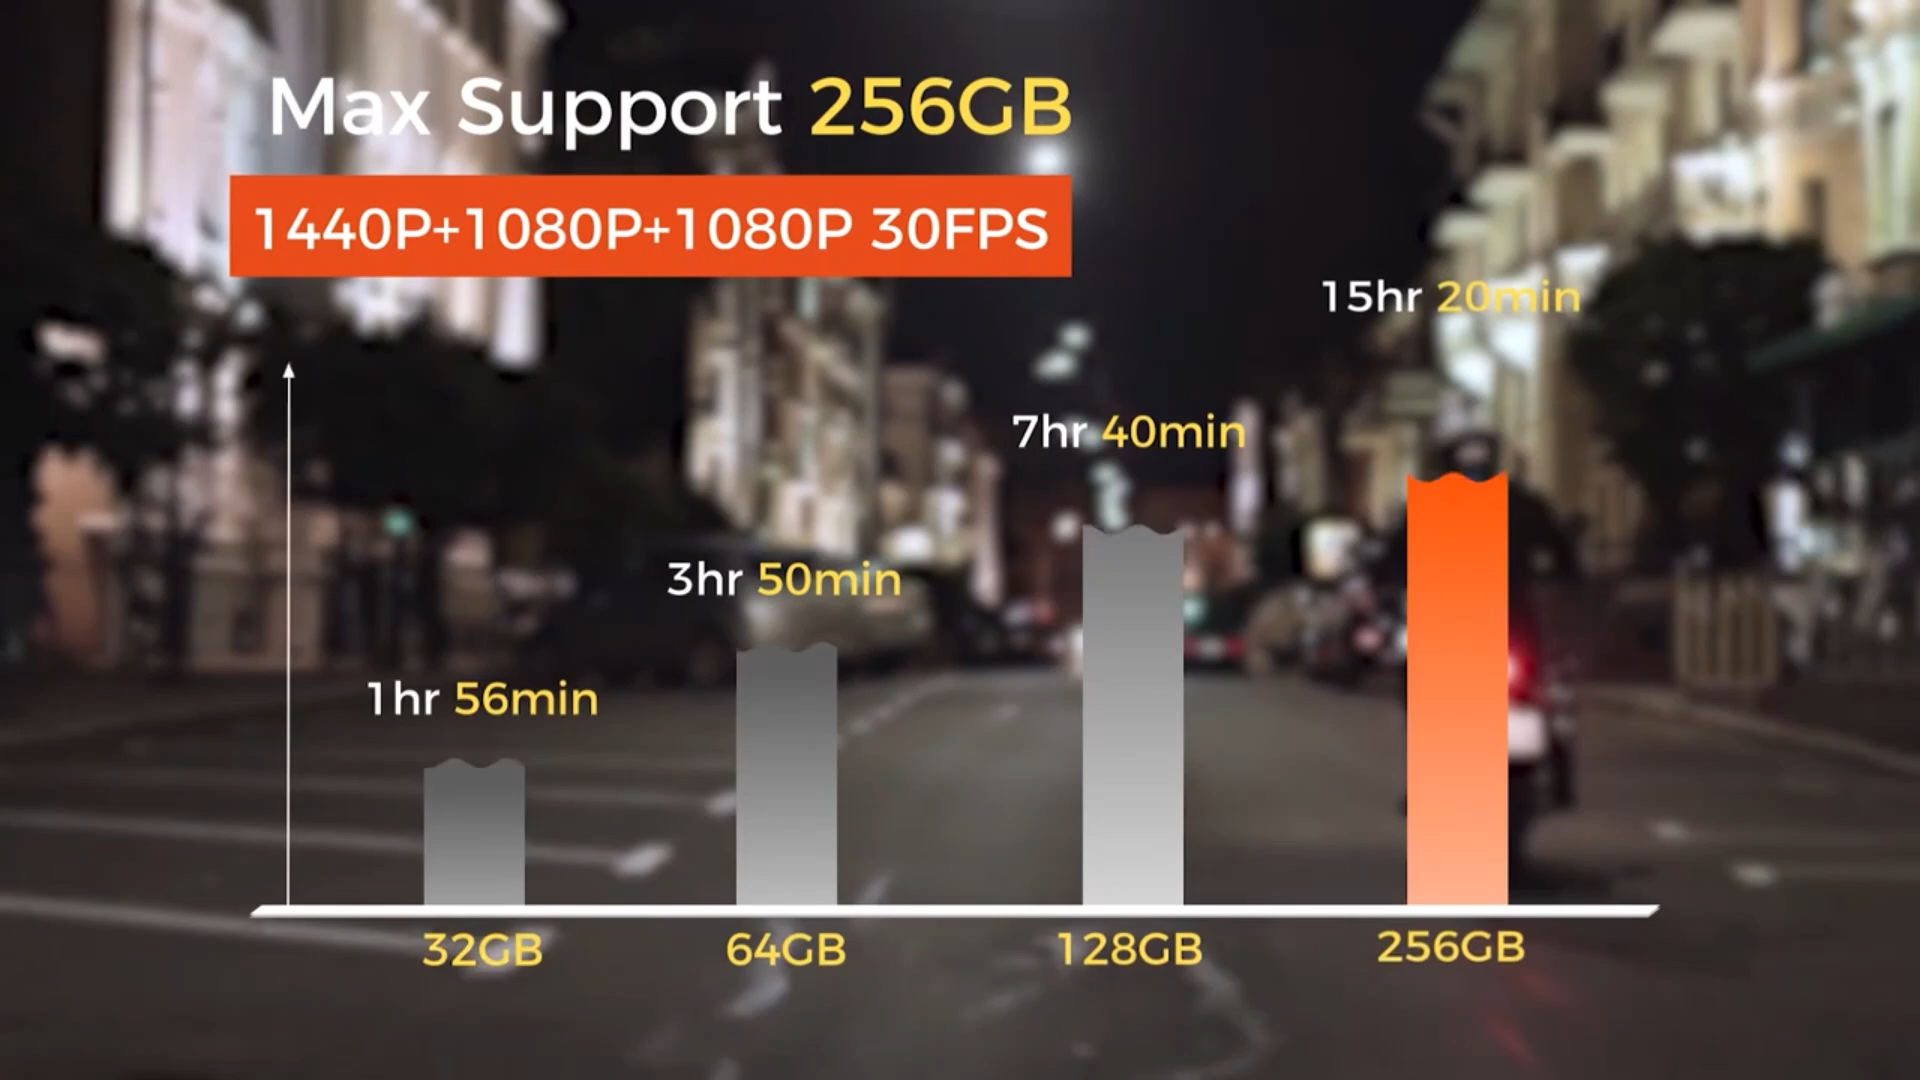 Max Support 256GB
1440P+1080P+1080P 30FPS
15hr 20min
7hr 40min
3hr 50min
1hr 56min
32GB 64GB 128GB 256GB